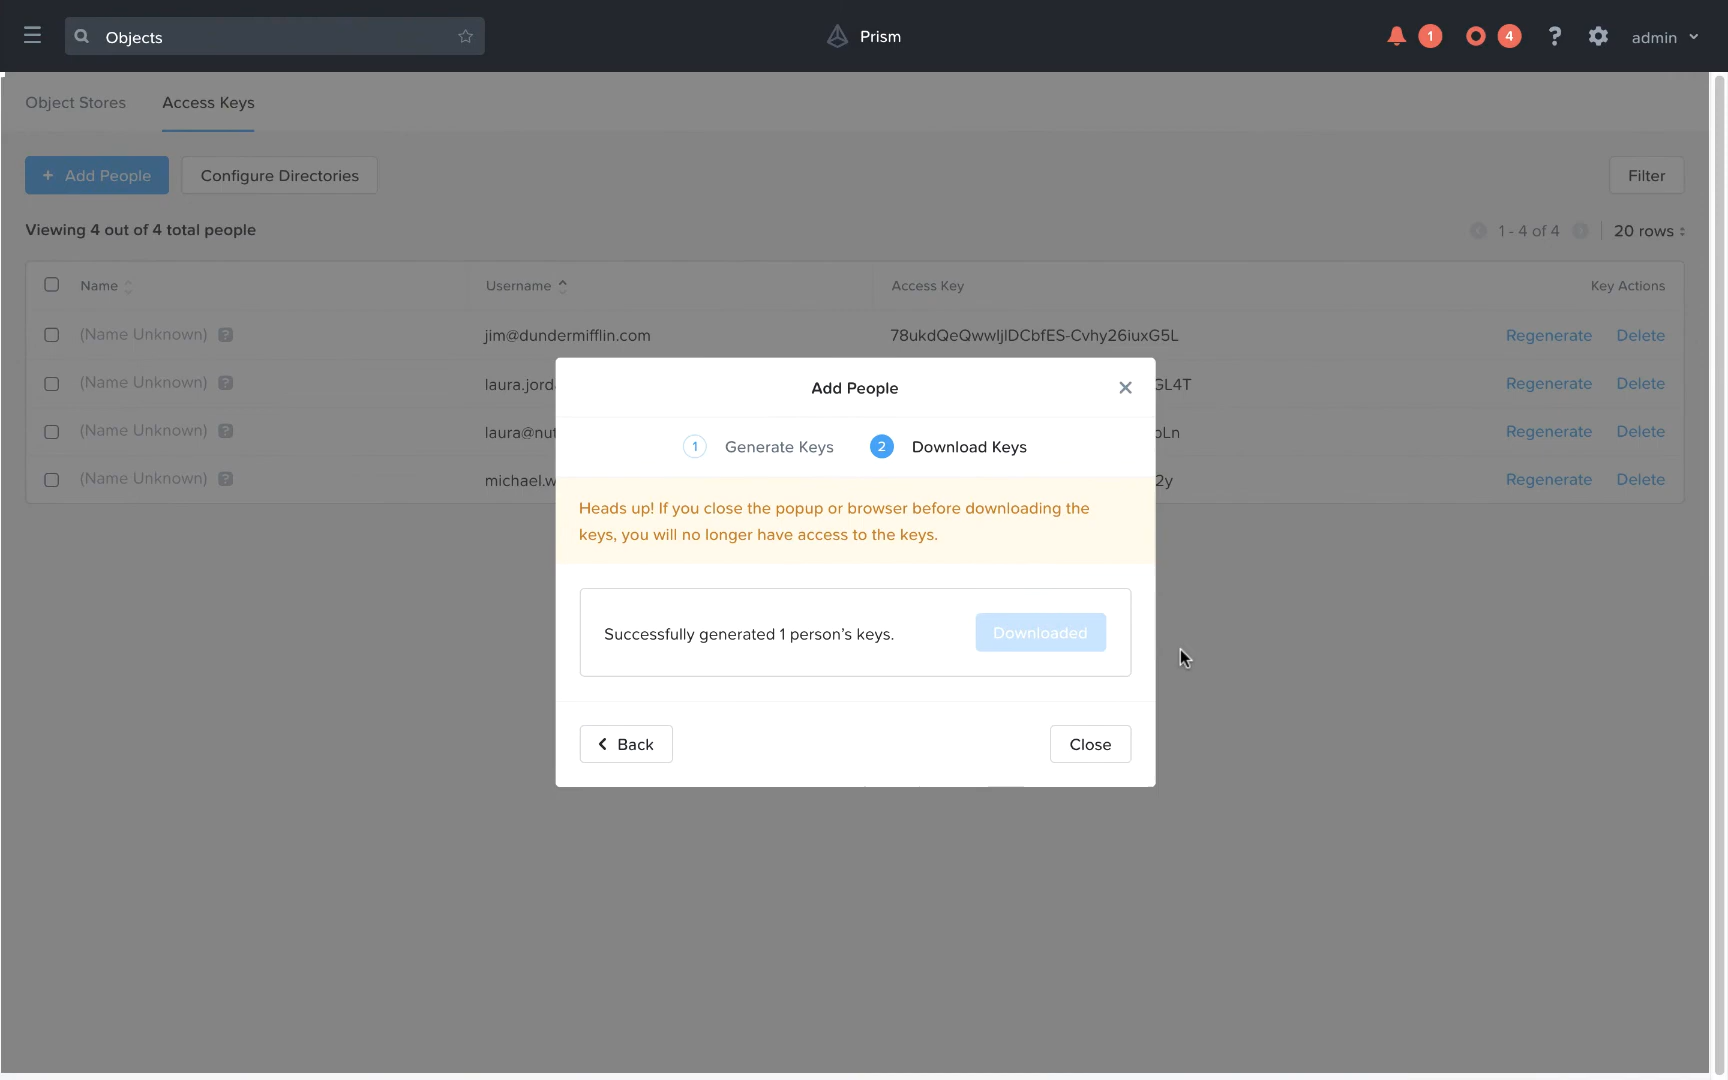 Objects
Prism
1
4
?
admin
Object Stores
Access Keys
+ Add People
Configure Directories
Filter
Viewing 4 out of 4 total people
1 - 4 of 4
20 rows
Name
Username
Access Key
Key Actions
(Name Unknown) ?
jim@dundermifflin.com
Regenerate
Delete
(Name Unknown) ?
laura.jord
GL4T
Regenerate
Delete
(Name Unknown) ?
laura@nut
oLn
Regenerate
Delete
(Name Unknown) ?
michael.w
2y
Regenerate
Delete
Add People
1 Generate Keys
2 Download Keys
Heads up! If you close the popup or browser before downloading the
keys, you will no longer have access to the keys.
Successfully generated 1 person’s keys.
Downloaded
Back
Close